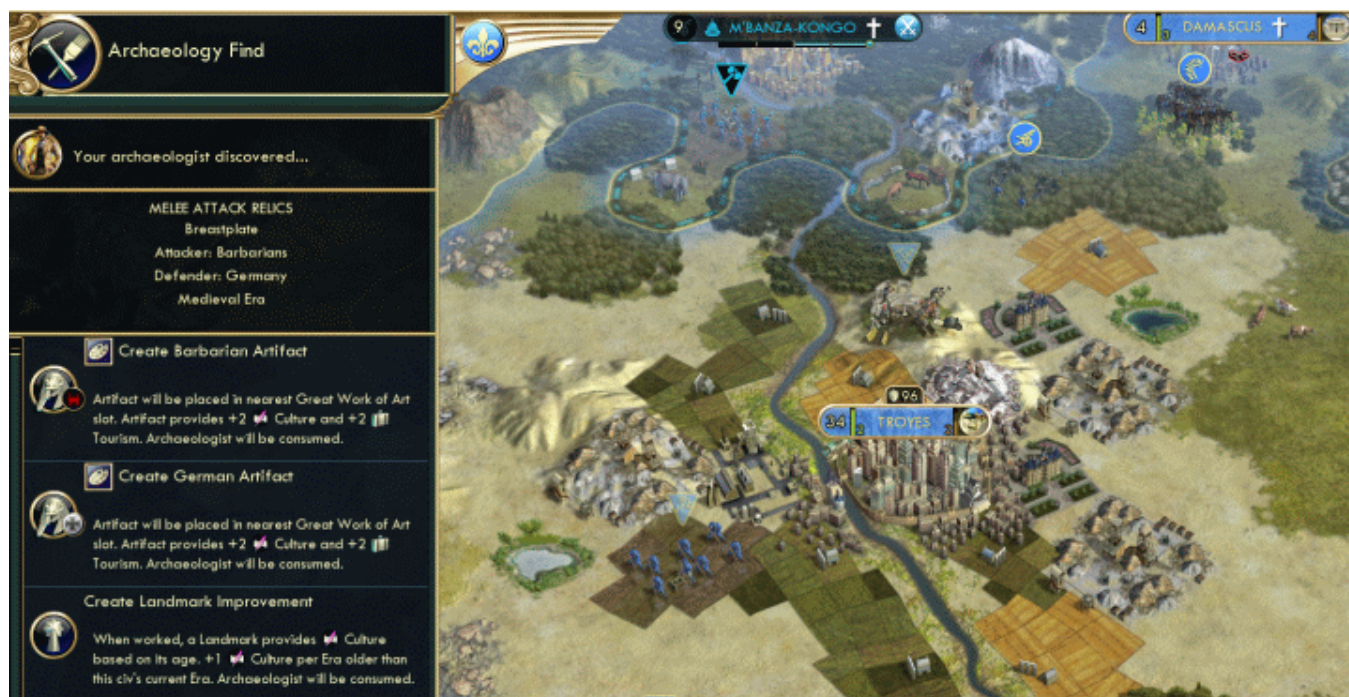 Archaeology Find
Your archaeologist discovered...
MELEE ATTACK RELICS
Breastplate
Attacker: Barbarians
Defender: Germany
Medieval Era
Create Barbarian Artifact
Artifact will be placed in nearest Great Work of Art
slot. Artifact provides +2 Culture and +2
Tourism. Archaeologist will be consumed.
Create German Artifact
Artifact will be placed in nearest Great Work of Art
slot. Artifact provides +2 Culture and +2
Tourism. Archaeologist will be consumed.
Create Landmark Improvement
When worked, a Landmark provides Culture
based on its age. +1 Culture per Era older than
this civ's current Era. Archaeologist will be consumed.
9 M'BANZA-KONGO
4 3 DAMASCUS 4
96
34 2 TROYES 2